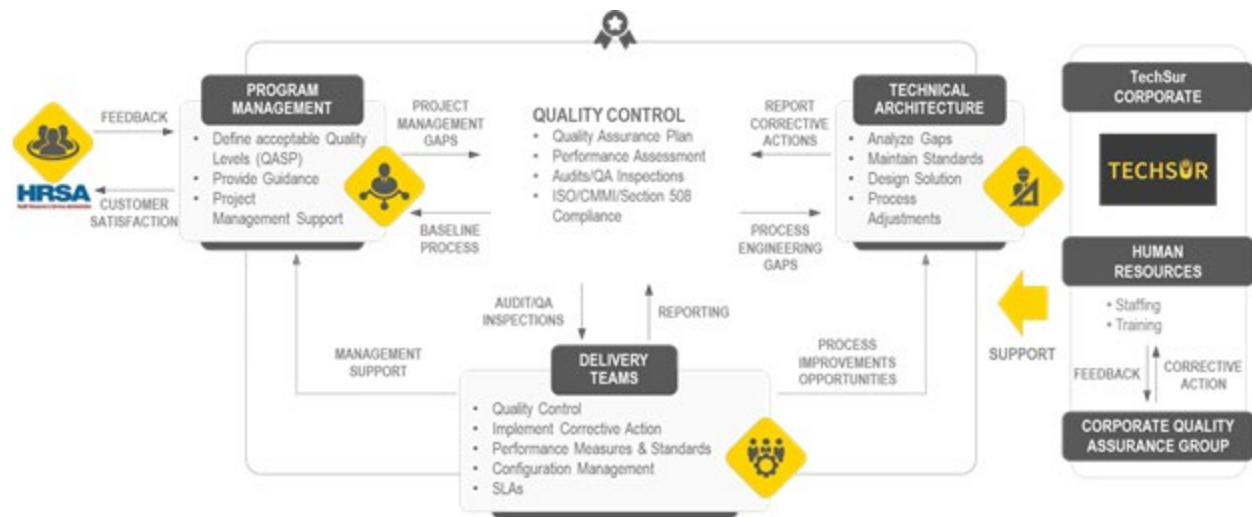 FEEDBACK
HRSA
CUSTOMER
SATISFACTION
PROGRAM
MANAGEMENT
• Define acceptable Quality
Levels (QASP)
• Provide Guidance
• Project
Management Support
PROJECT
MANAGEMENT
GAPS
BASELINE
PROCESS
QUALITY CONTROL
• Quality Assurance Plan
• Performance Assessment
• Audits/QA Inspections
• ISO/CMMI/Section 508
Compliance
REPORT
CORRECTIVE
ACTIONS
PROCESS
ENGINEERING
GAPS
TECHNICAL
ARCHITECTURE
• Analyze Gaps
• Maintain Standards
• Design Solution
• Process
Adjustments
AUDIT/QA
INSPECTIONS
REPORTING
MANAGEMENT
SUPPORT
PROCESS
IMPROVEMENTS
OPPORTUNITIES
DELIVERY
TEAMS
• Quality Control
• Implement Corrective Action
• Performance Measures & Standards
• Configuration Management
• SLAs
SUPPORT
TechSur
CORPORATE
TECHSUR
HUMAN
RESOURCES
• Staffing
• Training
FEEDBACK
CORRECTIVE
ACTION
CORPORATE QUALITY
ASSURANCE GROUP